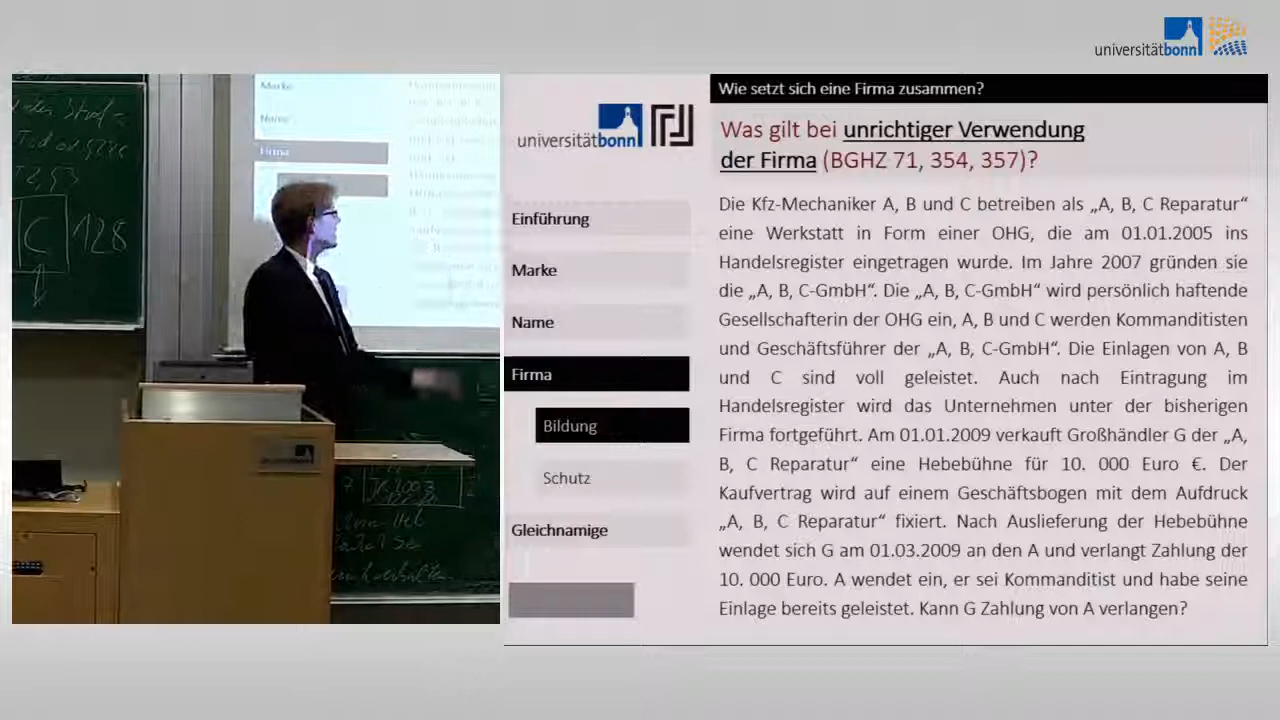 universitätbonn
Wie setzt sich eine Firma zusammen?
universitätbonn
Was gilt bei unrichtiger Verwendung
der Firma (BGHZ 71, 354, 357)?
Die Kfz-Mechaniker A, B und C betreiben als „A, B, C Reparatur“
eine Werkstatt in Form einer OHG, die am 01.01.2005 ins
Handelsregister eingetragen wurde. Im Jahre 2007 gründen sie
die „A, B, C-GmbH“. Die „A, B, C-GmbH“ wird persönlich haftende
Gesellschafterin der OHG ein, A, B und C werden Kommanditisten
und Geschäftsführer der „A, B, C-GmbH“. Die Einlagen von A, B
und C sind voll geleistet. Auch nach Eintragung im
Handelsregister wird das Unternehmen unter der bisherigen
Firma fortgeführt. Am 01.01.2009 verkauft Großhändler G der „A,
B, C Reparatur“ eine Hebebühne für 10. 000 Euro €. Der
Kaufvertrag wird auf einem Geschäftsbogen mit dem Aufdruck
„A, B, C Reparatur“ fixiert. Nach Auslieferung der Hebebühne
wendet sich G am 01.03.2009 an den A und verlangt Zahlung der
10. 000 Euro. A wendet ein, er sei Kommanditist und habe seine
Einlage bereits geleistet. Kann G Zahlung von A verlangen?
Einführung
Marke
Name
Firma
Bildung
Schutz
Gleichnamige
Marke
Name
Firma
C 128